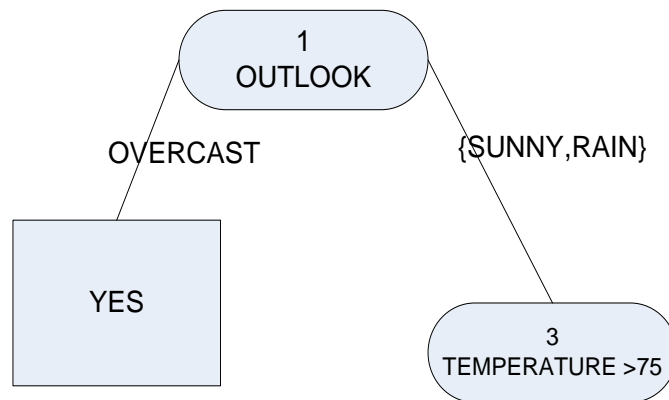 1
OUTLOOK
OVERCAST
{SUNNY,RAIN}
YES
3
TEMPERATURE >75